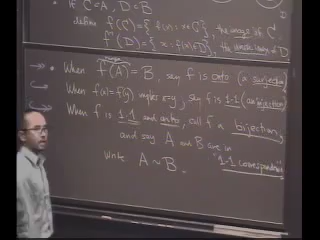 • If C⊂A, D⊂B
define f(C)={f(x): x∈C}, the image of C.
f⁻¹(D)={x: f(x)∈D}, the inverse image of D
• When f(A)=B, say f is onto (a surjection)
• When f(x)=f(y) implies x=y, say f is 1-1 (an injection)
When f is 1-1 and onto, call f a bijection,
and say A and B are in
"1-1 correspondence"
write A ~ B.